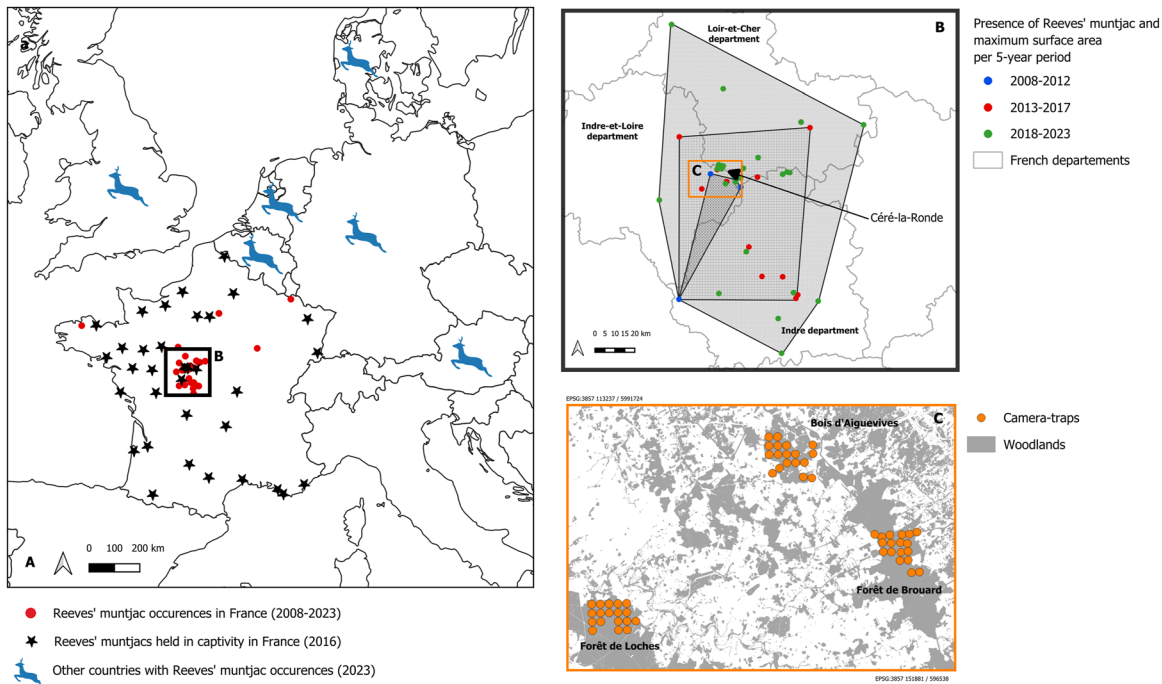 a
B
A
0 100 200 km
Reeves' muntjac occurences in France (2008-2023)
Reeves' muntjacs held in captivity in France (2016)
Other countries with Reeves' muntjac occurences (2023)
Loir-et-Cher
department
B
Indre-et-Loire
department
C
Céré-la-Ronde
Indre department
0 5 10 15 20 km
Presence of Reeves' muntjac and
maximum surface area
per 5-year period
2008-2012
2013-2017
2018-2023
French departements
EPSG:3857 113237 / 5991724
Bois d'Aiguevives
C
Forêt de Brouard
Forêt de Loches
EPSG:3857 151881 / 596538
Camera-traps
Woodlands